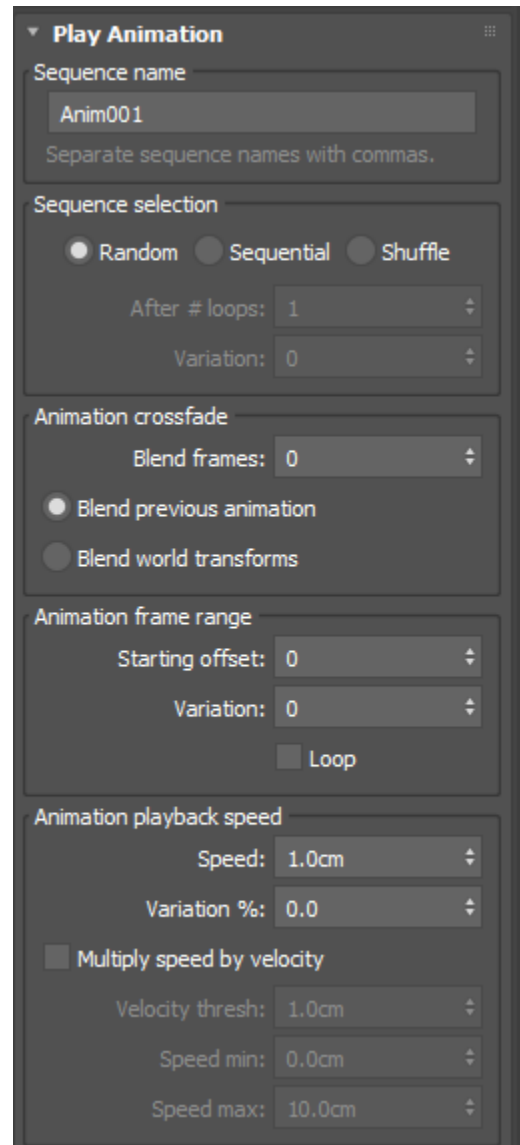 Play Animation
Sequence name
Anim001
Separate sequence names with commas.
Sequence selection
Random Sequential Shuffle
After # loops: 1
Variation: 0
Animation crossfade
Blend frames: 0
Blend previous animation
Blend world transforms
Animation frame range
Starting offset: 0
Variation: 0
Loop
Animation playback speed
Speed: 1.0cm
Variation %: 0.0
Multiply speed by velocity
Velocity thresh: 1.0cm
Speed min: 0.0cm
Speed max: 10.0cm